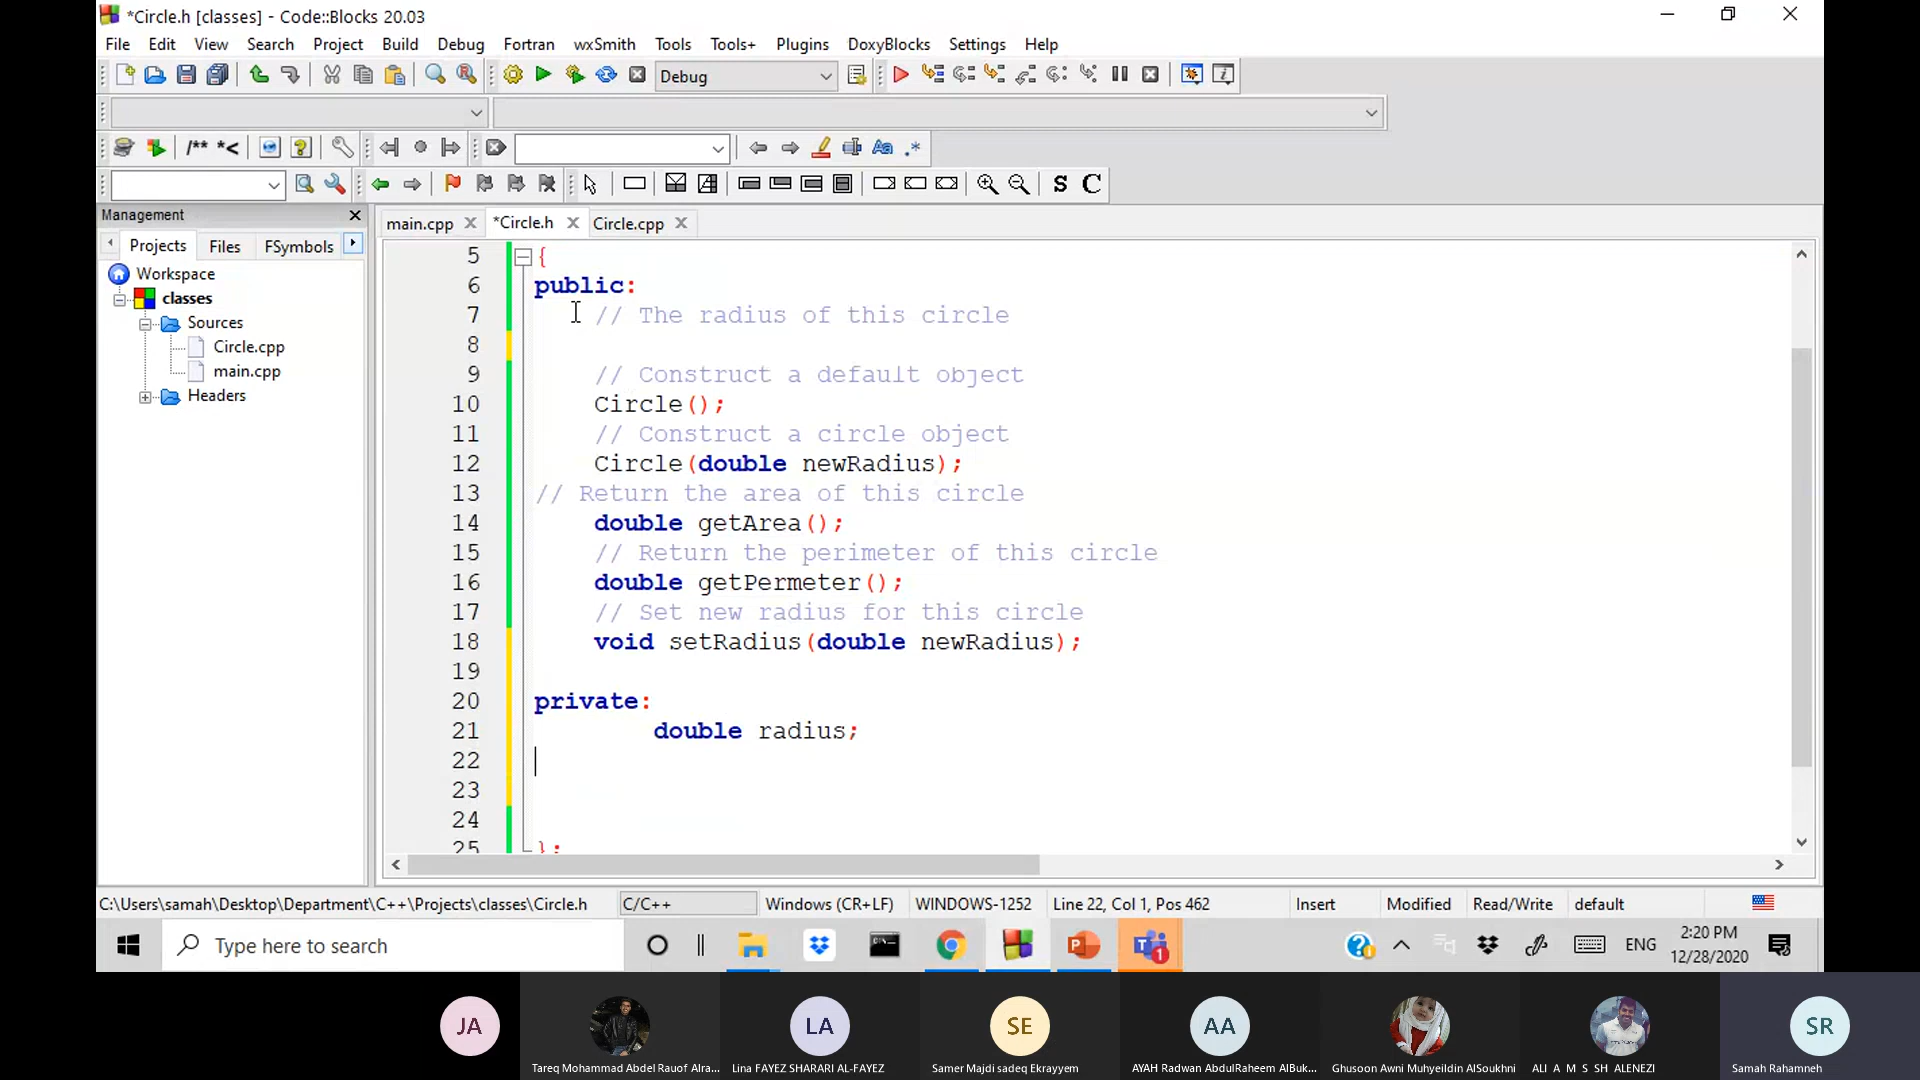 *Circle.h [classes] - Code::Blocks 20.03
File Edit View Search Project Build Debug Fortran wxSmith Tools Tools+ Plugins DoxyBlocks Settings Help
Debug
/** *<
Aa .*
S C
Management
main.cpp *Circle.h Circle.cpp
Projects Files FSymbols
Workspace
classes
Sources
Circle.cpp
main.cpp
Headers
5 {
6 public:
7 // The radius of this circle
8
9 // Construct a default object
10 Circle();
11 // Construct a circle object
12 Circle(double newRadius);
13 // Return the area of this circle
14 double getArea();
15 // Return the perimeter of this circle
16 double getPermeter();
17 // Set new radius for this circle
18 void setRadius(double newRadius);
19
20 private:
21 double radius;
22
23
24
25 };
C:\Users\samah\Desktop\Department\C++\Projects\classes\Circle.h C/C++ Windows (CR+LF) WINDOWS-1252 Line 22, Col 1, Pos 462 Insert Modified Read/Write default
Type here to search
1
ENG
2:20 PM
12/28/2020
JA LA SE AA SR
Tareq Mohammad Abdel Rauof Alra... Lina FAYEZ SHARARI AL-FAYEZ Samer Majdi sadeq Ekrayyem AYAH Radwan AbdulRaheem AlBuk... Ghusoon Awni Muhyeildin AlSoukhni ALI A M S SH ALENEZI Samah Rahamneh